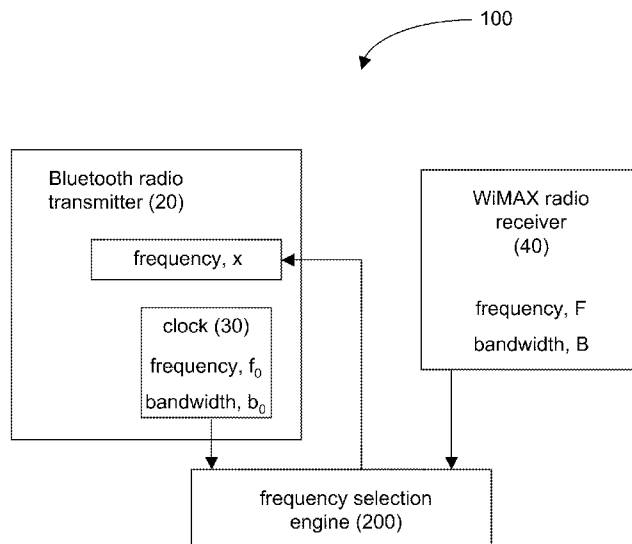 100
Bluetooth radio
transmitter (20)
frequency, x
clock (30)
frequency, f₀
bandwidth, b₀
WiMAX radio
receiver
(40)
frequency, F
bandwidth, B
frequency selection
engine (200)